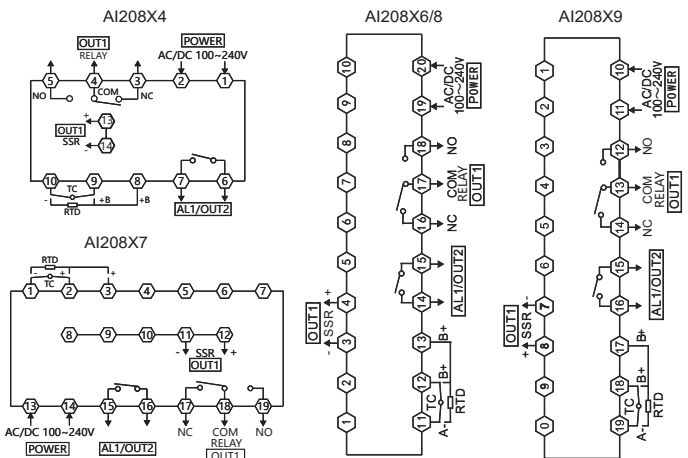 AI208X4
OUT1
RELAY
POWER
AC/DC 100~240V
5
4
3
2
1
NO
COM
NC
+
13
OUT1
SSR
-
14
10
9
8
7
6
-
TC
+B
+B
RTD
AL1/OUT2
AI208X7
RTD
-
+
+
TC
1
2
3
4
5
6
7
8
9
10
11
12
-
SSR
+
OUT1
13
14
15
16
17
18
19
AC/DC 100~240V
NC
COM
NO
RELAY
POWER
AL1/OUT2
OUT1
AI208X6/8
10
9
8
7
6
5
4
3
2
1
+
SSR
-
OUT1
20
19
18
17
16
15
14
13
12
11
AC/DC
100~240V
POWER
NO
COM
RELAY
OUT1
NC
AL1/OUT2
B+
B+
TC
RTD
A-
AI208X9
1
2
3
4
5
6
7
8
9
0
-
SSR
+
OUT1
10
11
12
13
14
15
16
17
18
19
AC/DC
100~240V
POWER
NO
COM
RELAY
OUT1
NC
AL1/OUT2
B+
B+
TC
RTD
A-